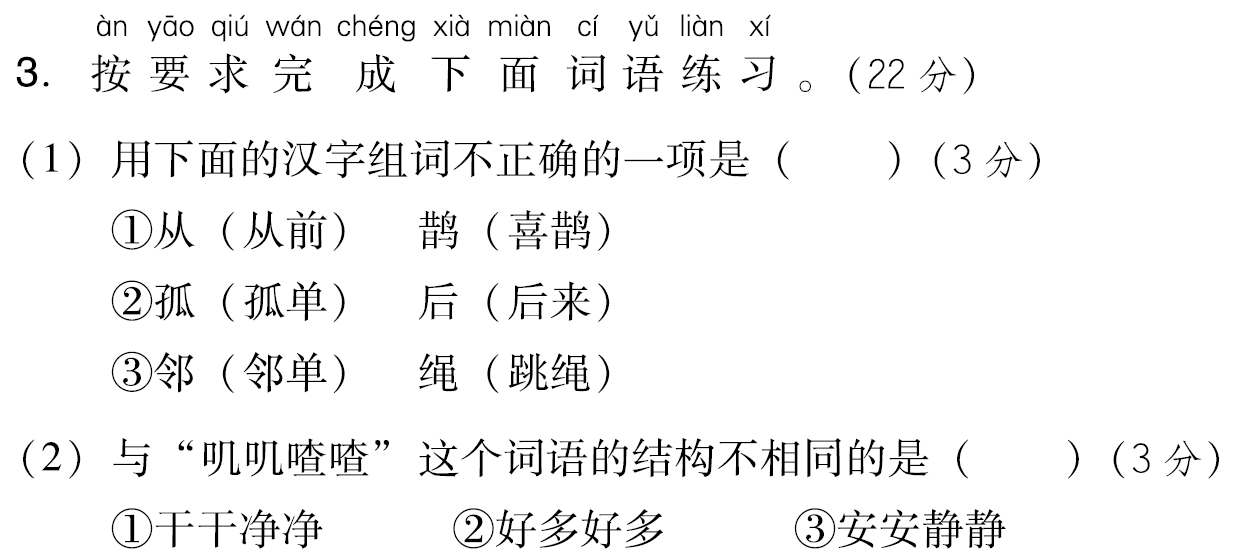 àn yāo qiú wán chéng xià miàn cí yǔ liàn xí
3. 按要求完成下面词语练习。(22分)
(1) 用下面的汉字组词不正确的一项是（　　）(3分)
①从（从前）　鹊（喜鹊）
②孤（孤单）　后（后来）
③邻（邻单）　绳（跳绳）
(2) 与“叽叽喳喳”这个词语的结构不相同的是（　　）(3分)
①干干净净　②好多好多　③安安静静